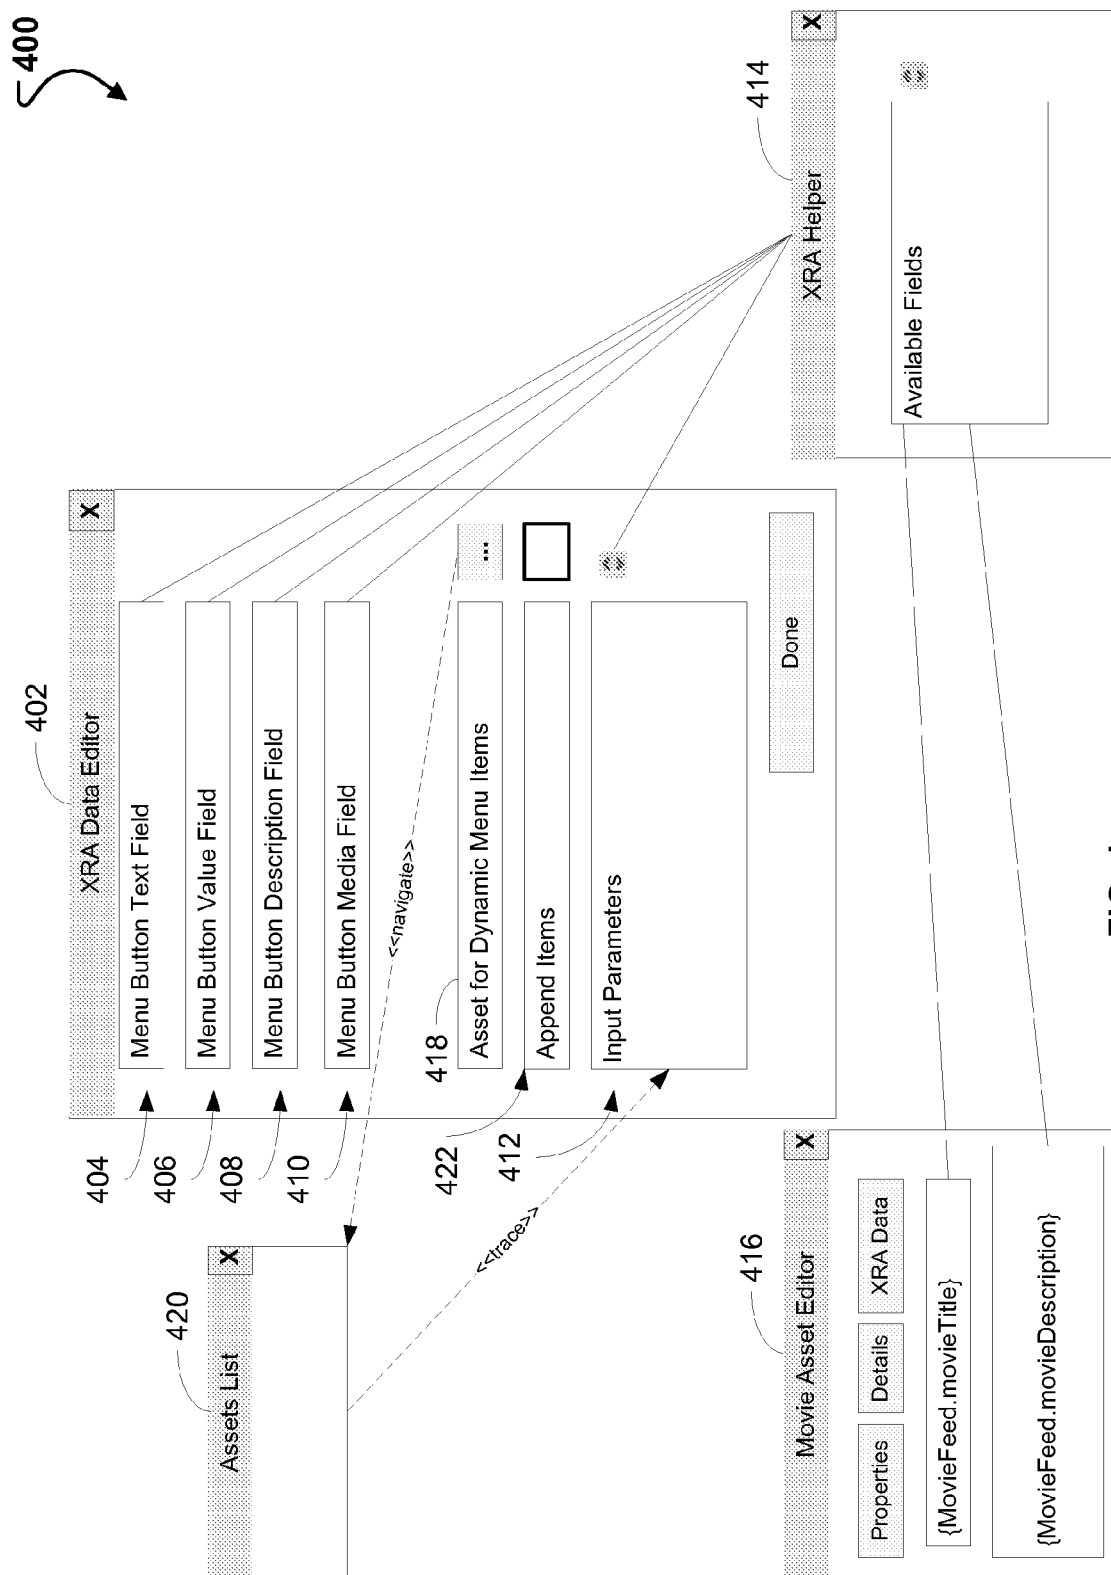 400
402
XRA Data Editor
X
404
Menu Button Text Field
406
Menu Button Value Field
408
Menu Button Description Field
410
Menu Button Media Field
<<navigate>>
418
Asset for Dynamic Menu Items
...
422
Append Items
412
Input Parameters
Done
420
Assets List
X
<<trace>>
414
XRA Helper
X
Available Fields
416
Movie Asset Editor
X
Properties
Details
XRA Data
{MovieFeed.movieTitle}
{MovieFeed.movieDescription}